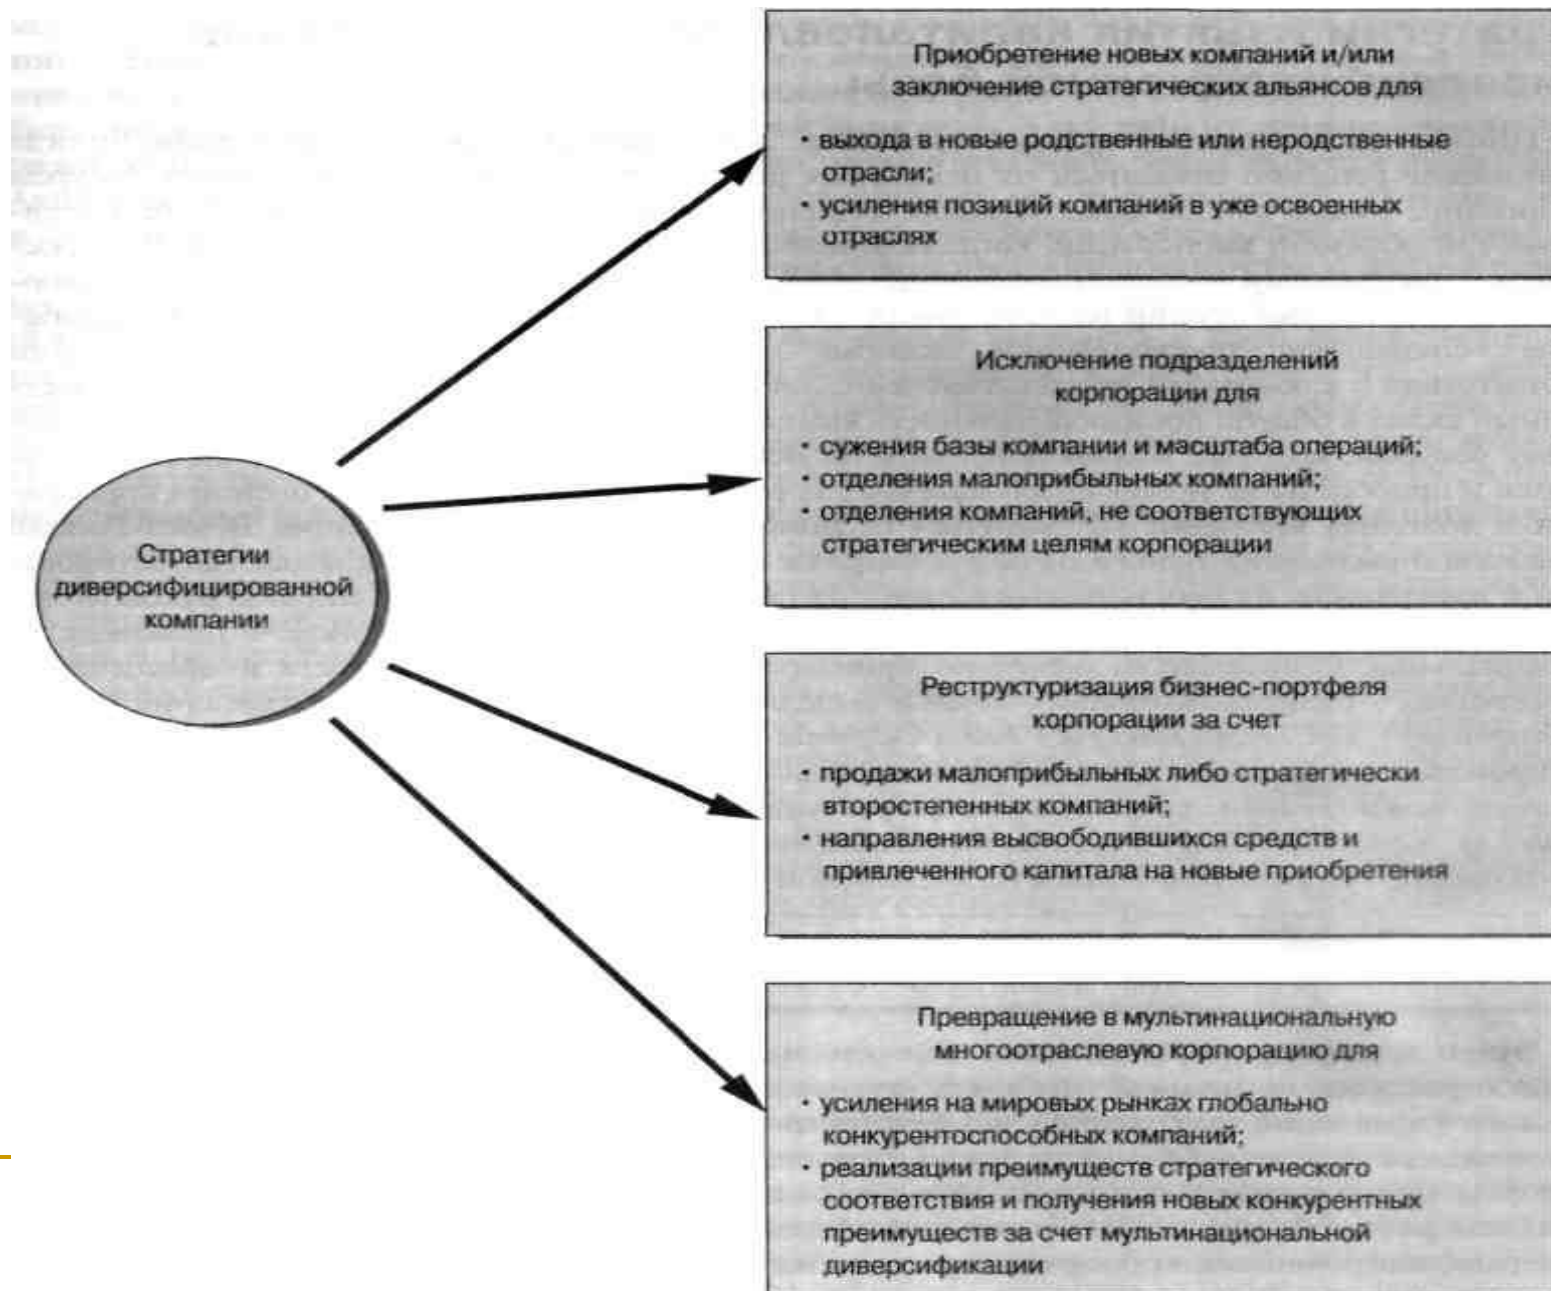 Стратегии
диверсифицированной
компании
Приобретение новых компаний и/или
заключение стратегических альянсов для
• выхода в новые родственные или неродственные
отрасли;
• усиления позиций компаний в уже освоенных
отраслях
Исключение подразделений
корпорации для
• сужения базы компании и масштаба операций;
• отделения малоприбыльных компаний;
• отделения компаний, не соответствующих
стратегическим целям корпорации
Реструктуризация бизнес-портфеля
корпорации за счет
• продажи малоприбыльных либо стратегически
второстепенных компаний;
• направления высвободившихся средств и
привлеченного капитала на новые приобретения
Превращение в мультинациональную
многоотраслевую корпорацию для
• усиления на мировых рынках глобально
конкурентоспособных компаний;
• реализации преимуществ стратегического
соответствия и получения новых конкурентных
преимуществ за счет мультинациональной
диверсификации